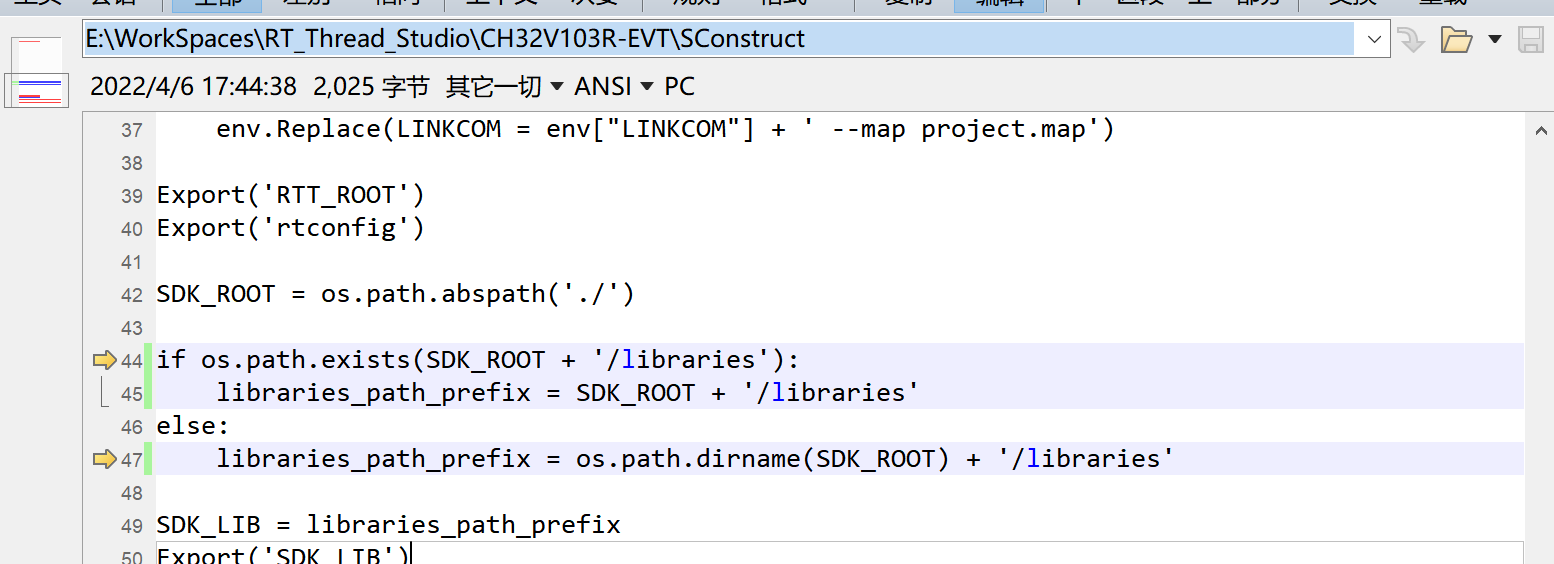 E:\WorkSpaces\RT_Thread_Studio\CH32V103R-EVT\SConstruct
2022/4/6 17:44:38 2,025 字节 其它一切 ANSI PC
37 env.Replace(LINKCOM = env["LINKCOM"] + ' --map project.map')
38
39 Export('RTT_ROOT')
40 Export('rtconfig')
41
42 SDK_ROOT = os.path.abspath('./')
43
44 if os.path.exists(SDK_ROOT + '/libraries'):
45 libraries_path_prefix = SDK_ROOT + '/libraries'
46 else:
47 libraries_path_prefix = os.path.dirname(SDK_ROOT) + '/libraries'
48
49 SDK_LIB = libraries_path_prefix
50 Export('SDK_LIB')